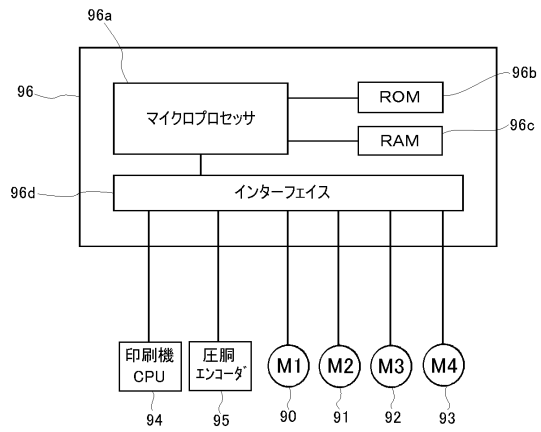 96a
96
96b
ROM
マイクロプロセッサ
96c
RAM
96d
インターフェイス
印刷機
CPU
圧胴
エンコーダ
M1
M2
M3
M4
94
95
90
91
92
93